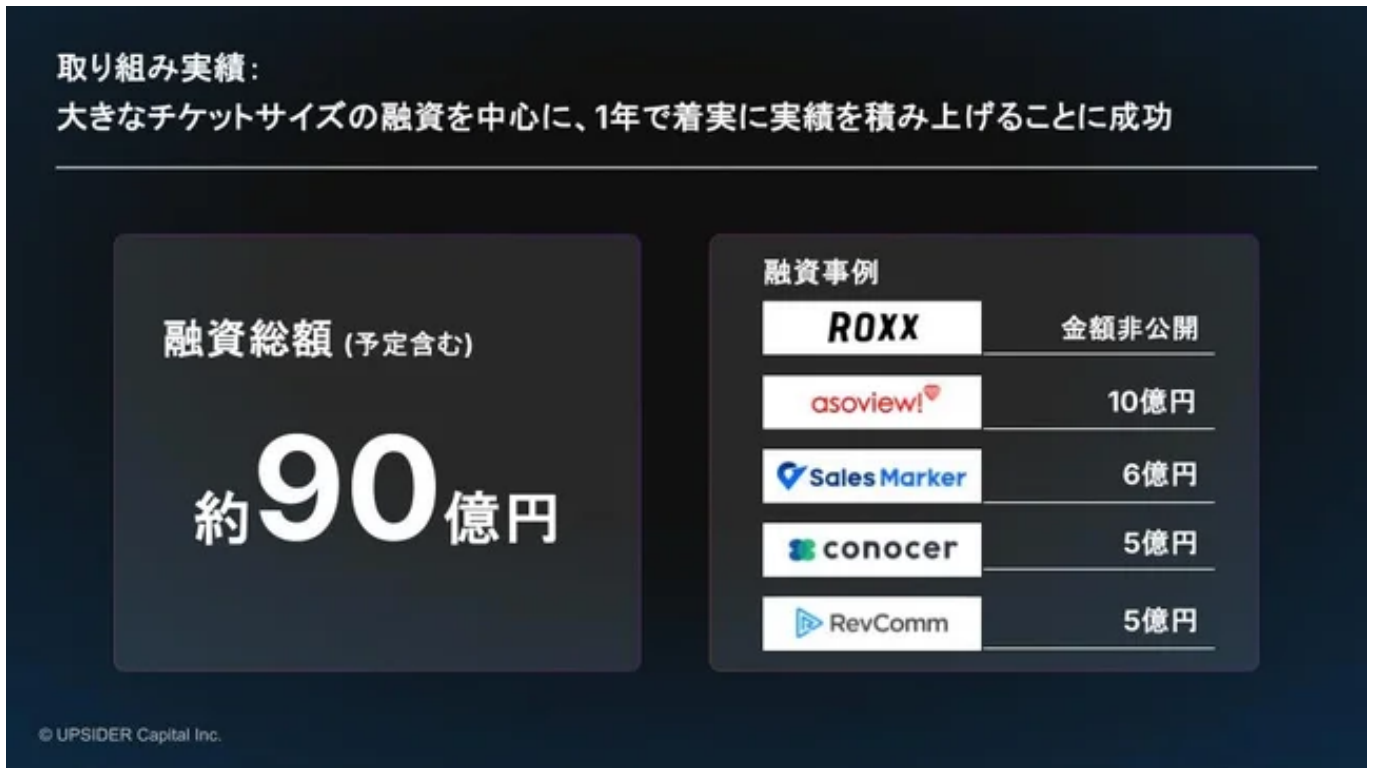 取り組み実績：
大きなチケットサイズの融資を中心に、1年で着実に実績を積み上げることに成功
融資総額 (予定含む)
約90億円
融資事例
ROXX 金額非公開
asoview! 10億円
Sales Marker 6億円
conocer 5億円
RevComm 5億円
© UPSIDER Capital Inc.